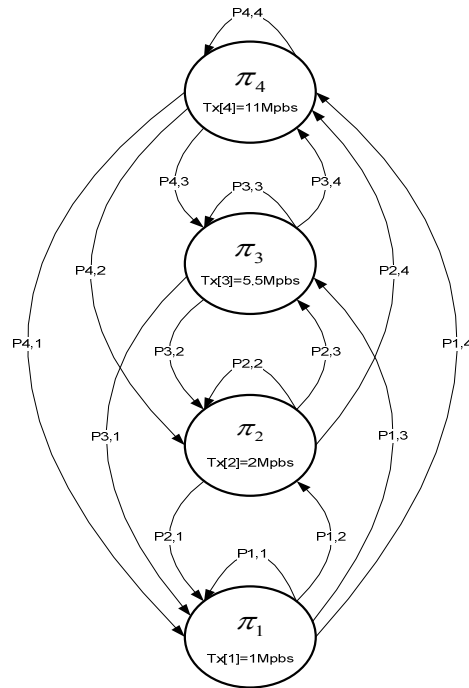 P4,4
π4
Tx[4]=11Mpbs
P4,3
P3,4
P3,3
π3
Tx[3]=5,5Mpbs
P4,2
P2,4
P4,1
P3,2
P2,3
P1,4
P2,2
π2
Tx[2]=2Mpbs
P3,1
P1,3
P2,1
P1,2
P1,1
π1
Tx[1]=1Mpbs